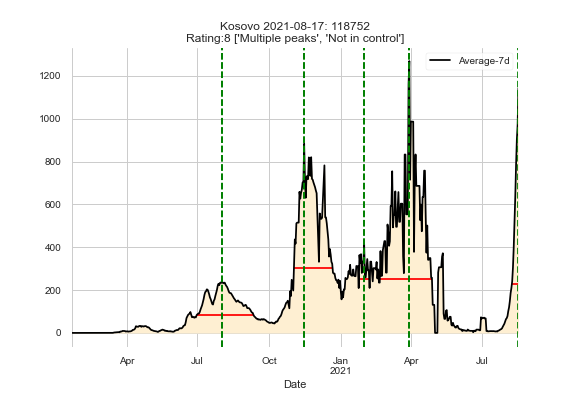 Kosovo 2021-08-17: 118752
Rating:8 ['Multiple peaks', 'Not in control']
Average-7d
1200
1000
800
600
400
200
0
Apr
Jul
Oct
Jan
2021
Apr
Jul
Date